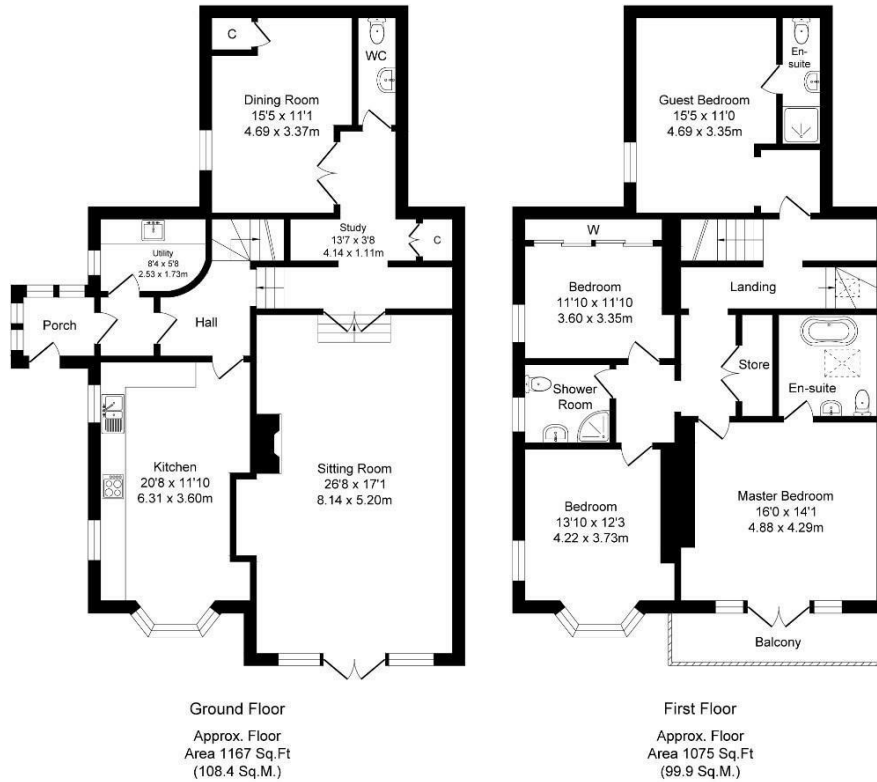 C
WC
Dining Room
15'5 x 11'1
4.69 x 3.37m
Study
13'7 x 3'8
4.14 x 1.11m
C
Utility
8'4 x 5'8
2.53 x 1.73m
Porch
Hall
Kitchen
20'8 x 11'10
6.31 x 3.60m
Sitting Room
26'8 x 17'1
8.14 x 5.20m
Ground Floor
Approx. Floor
Area 1167 Sq.Ft
(108.4 Sq.M.)
En-
suite
Guest Bedroom
15'5 x 11'0
4.69 x 3.35m
W
Bedroom
11'10 x 11'10
3.60 x 3.35m
Landing
Store
En-suite
Shower
Room
Bedroom
13'10 x 12'3
4.22 x 3.73m
Master Bedroom
16'0 x 14'1
4.88 x 4.29m
Balcony
First Floor
Approx. Floor
Area 1075 Sq.Ft
(99.9 Sq.M.)